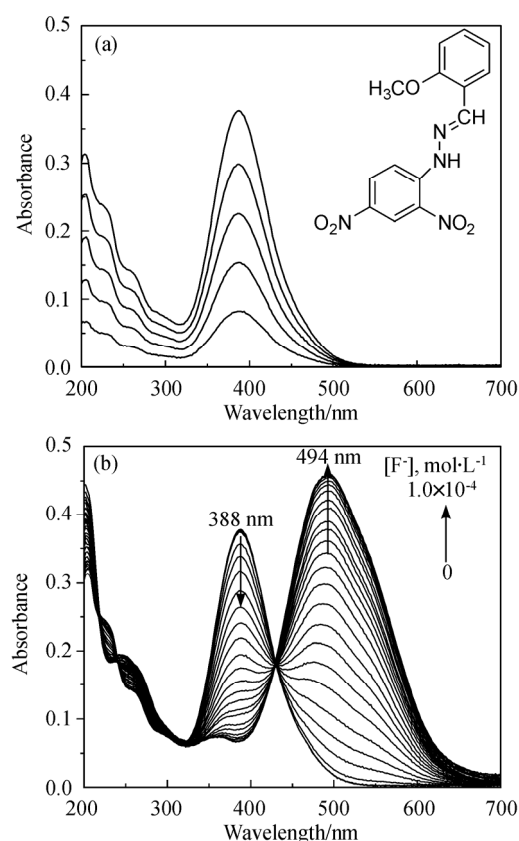 (a)
0.5
0.4
0.3
0.2
0.1
0.0
Absorbance
H₃CO
CH
N
N
NH
O₂N
NO₂
200 300 400 500 600 700
Wavelength/nm
(b)
0.5
0.4
0.3
0.2
0.1
0.0
Absorbance
388 nm
494 nm
[F⁻], mol·L⁻¹
1.0×10⁻⁴
0
200 300 400 500 600 700
Wavelength/nm